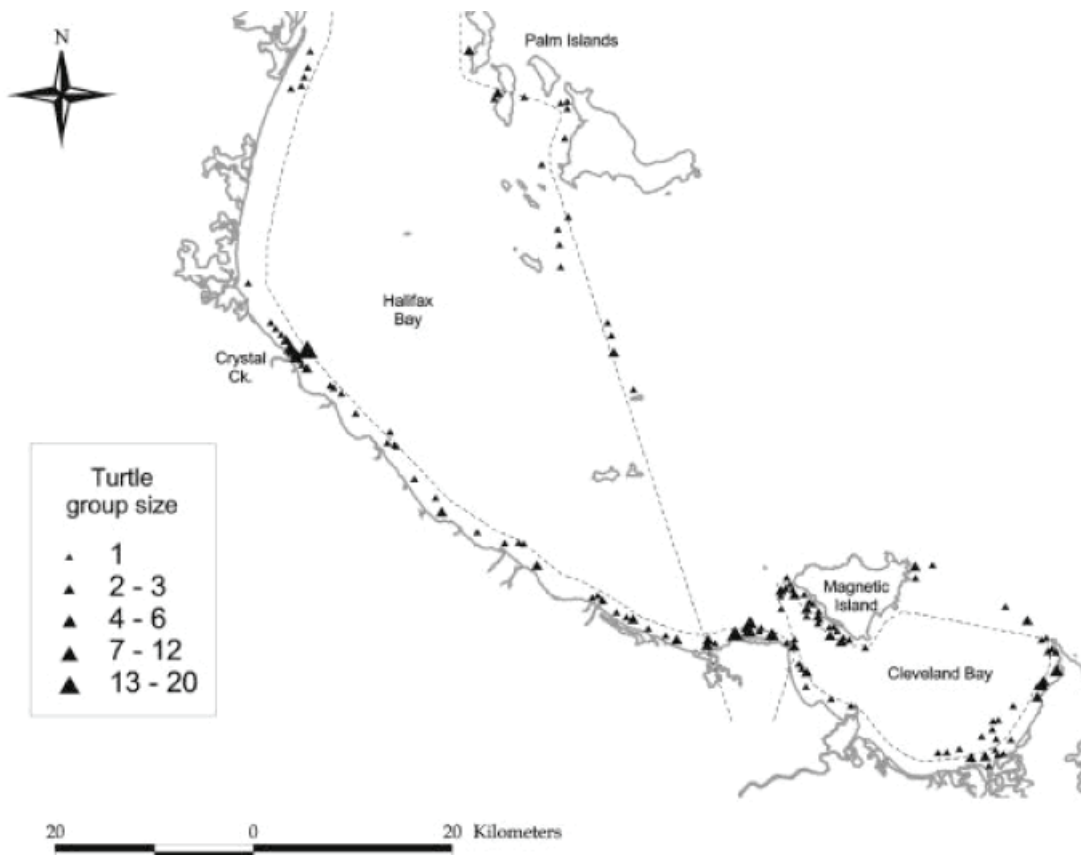 N
Palm Islands
Halifax
Bay
Crystal
Ck.
Turtle
group size
1
2 - 3
4 - 6
7 - 12
13 - 20
Magnetic
Island
Cleveland Bay
20 0 20 Kilometers